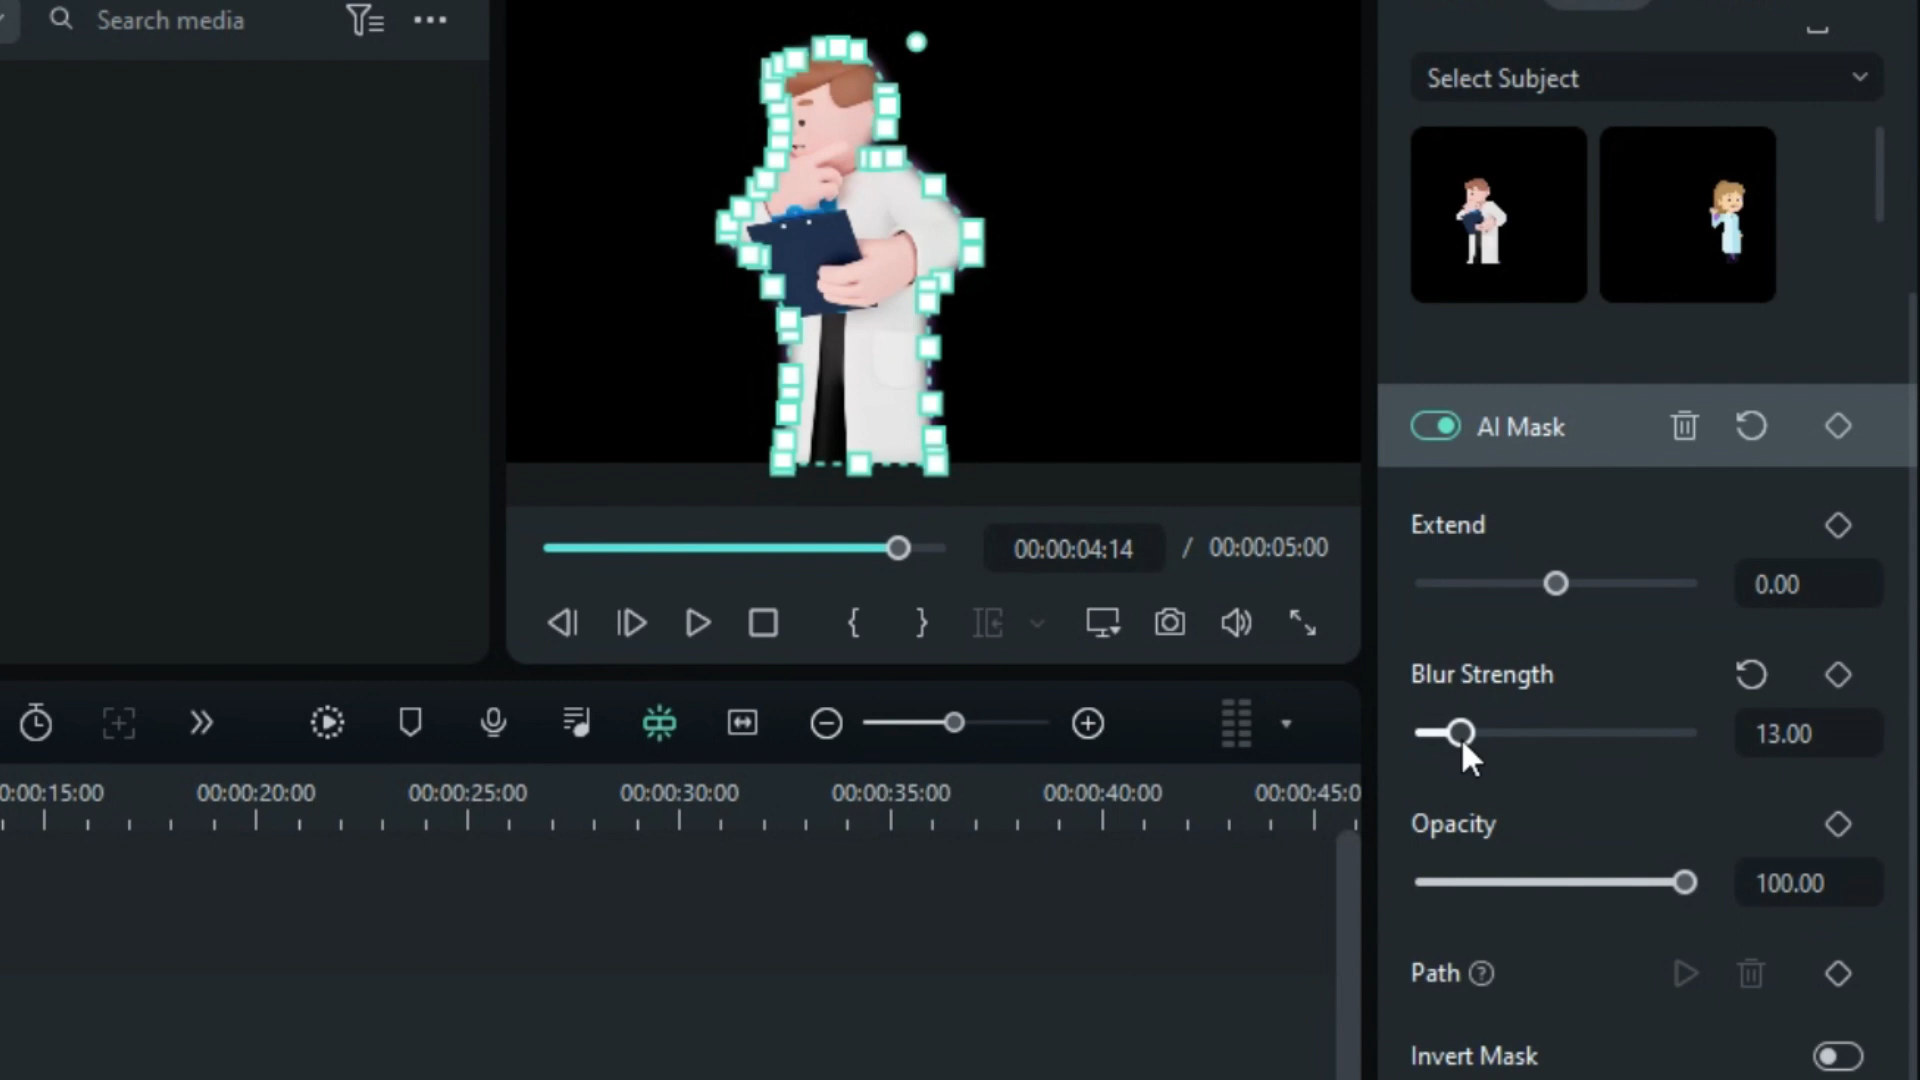 Search media
Select Subject
AI Mask
Extend
0.00
00:00:04:14 / 00:00:05:00
Blur Strength
13.00
0:00:15:00 00:00:20:00 00:00:25:00 00:00:30:00 00:00:35:00 00:00:40:00 00:00:45:0
Opacity
100.00
Path
Invert Mask